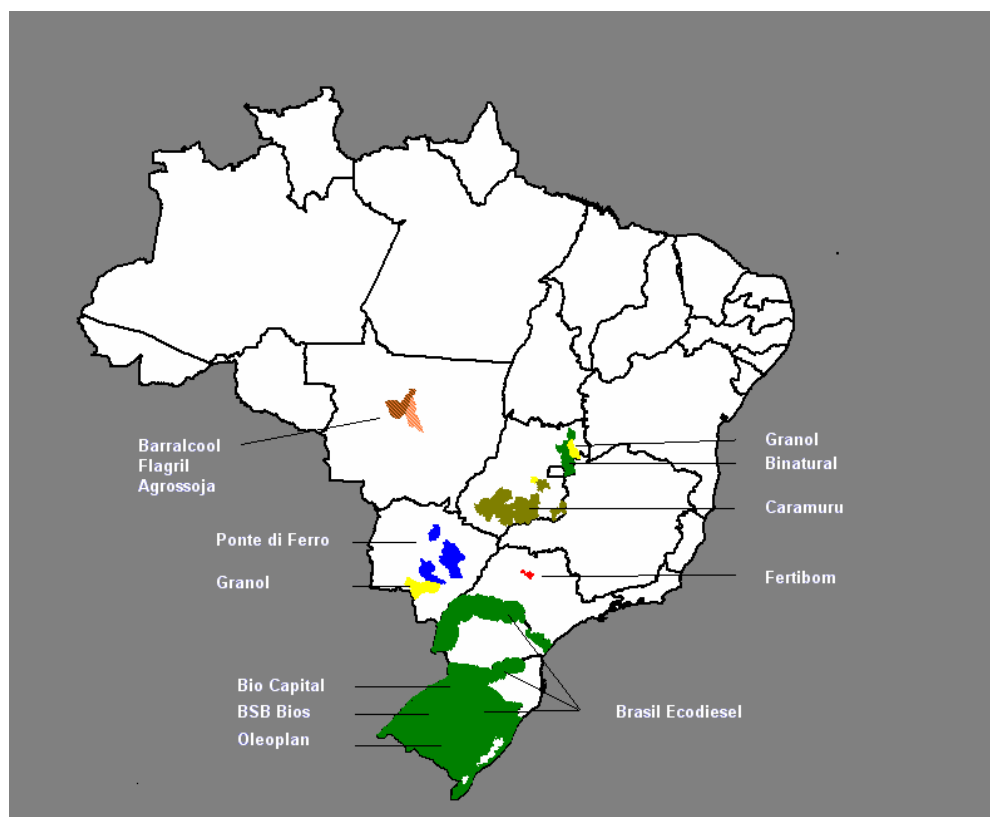 Barralcool
Flagril
Agrossoja
Granol
Binatural
Caramuru
Ponte di Ferro
Granol
Fertibom
Bio Capital
BSB Bios
Oleoplan
Brasil Ecodiesel